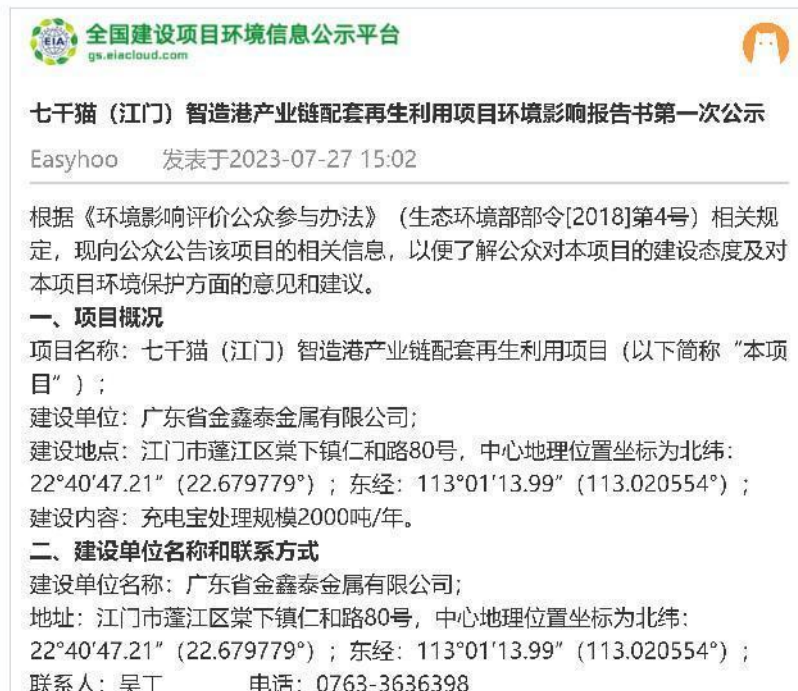 EIA
全国建设项目环境信息公示平台
gs.eiacloud.com
七千猫（江门）智造港产业链配套再生利用项目环境影响报告书第一次公示
Easyhoo 发表于2023-07-27 15:02
根据《环境影响评价公众参与办法》（生态环境部部令[2018]第4号）相关规
定，现向公众公告该项目的相关信息，以便了解公众对本项目的建设态度及对
本项目环境保护方面的意见和建议。
一、项目概况
项目名称：七千猫（江门）智造港产业链配套再生利用项目（以下简称“本项
目”）；
建设单位：广东省金鑫泰金属有限公司；
建设地点：江门市蓬江区棠下镇仁和路80号，中心地理位置坐标为北纬：
22°40′47.21″（22.679779°）；东经：113°01′13.99″（113.020554°）；
建设内容：充电宝处理规模2000吨/年。
二、建设单位名称和联系方式
建设单位名称：广东省金鑫泰金属有限公司；
地址：江门市蓬江区棠下镇仁和路80号，中心地理位置坐标为北纬：
22°40′47.21″（22.679779°）；东经：113°01′13.99″（113.020554°）；
联系人：吴工 电话：0763-3636398